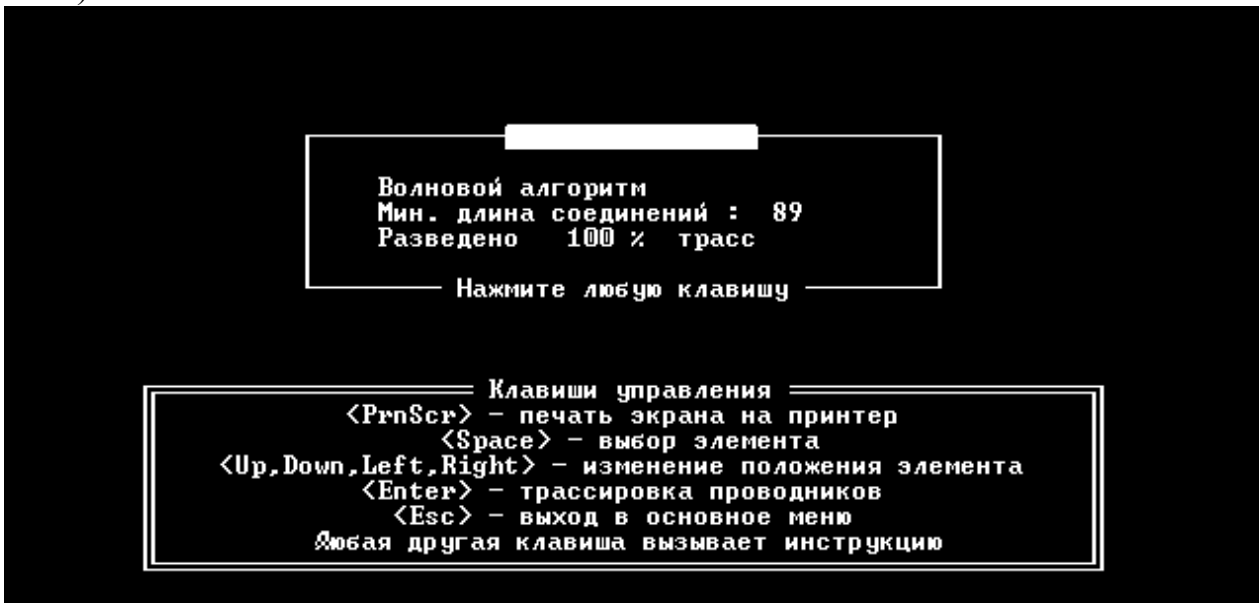 Волновой алгоритм
Мин. длина соединений : 89
Разведено 100 % трасс
Нажмите любую клавишу
Клавиши управления
<PrnScr> - печать экрана на принтер
<Space> - выбор элемента
<Up,Down,Left,Right> - изменение положения элемента
<Enter> - трассировка проводников
<Esc> - выход в основное меню
Любая другая клавиша вызывает инструкцию